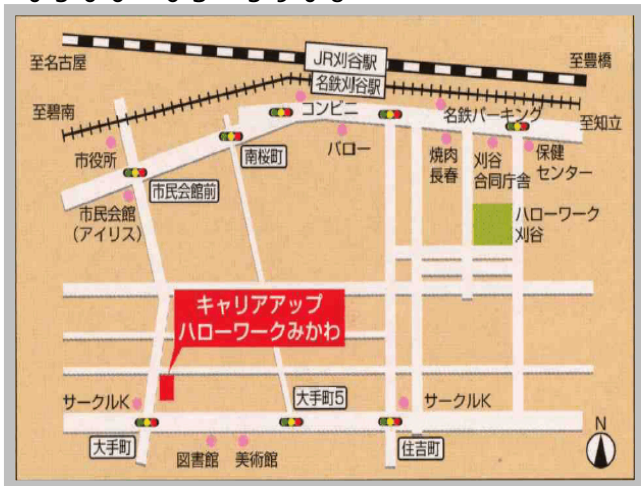 JR刈谷駅
至名古屋
至豊橋
名鉄刈谷駅
至碧南
コンビニ
名鉄パーキング
至知立
市役所
南桜町
バロー
焼肉
長春
刈谷
合同庁舎
保健
センター
市民会館前
市民会館
(アイリス)
ハローワーク
刈谷
キャリアアップ
ハローワークみかわ
サークルK
大手町5
サークルK
大手町
図書館
美術館
住吉町
N